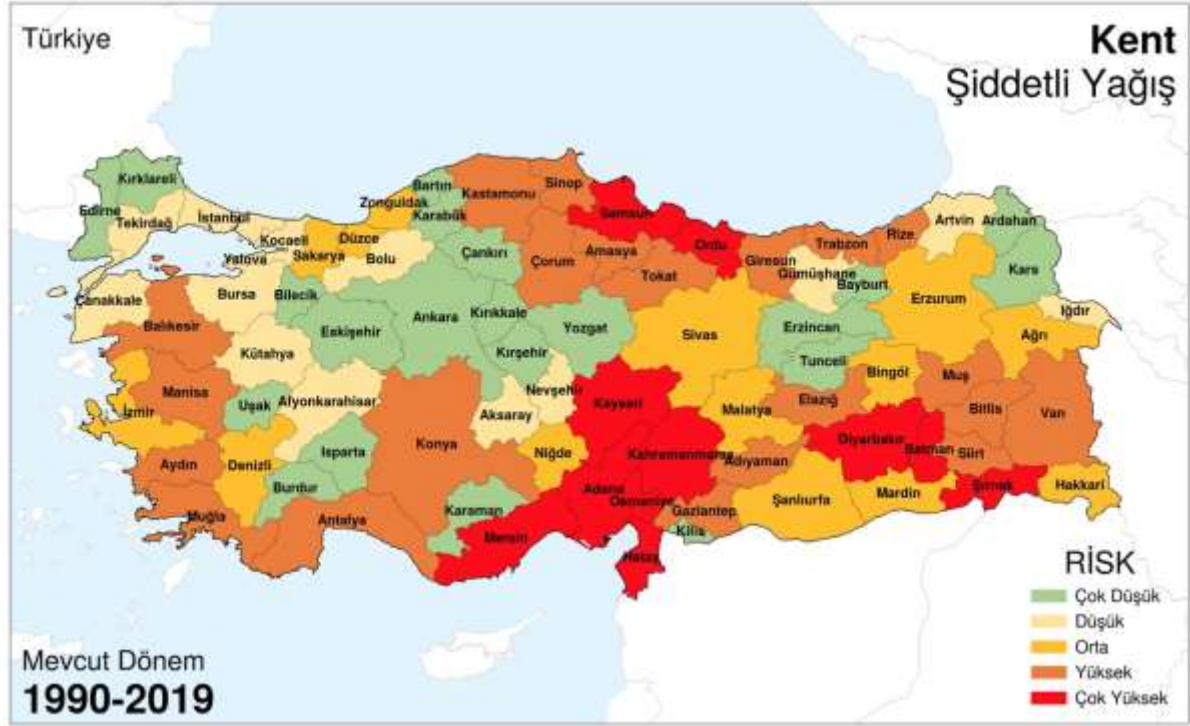 Türkiye
Kent
Şiddetli Yağış
Kırklareli
Edirne
Tekirdağ
İstanbul
Kocaeli
Yalova
Sakarya
Düzce
Bolu
Zonguldak
Bartın
Karabük
Kastamonu
Sinop
Samsun
Ordu
Giresun
Trabzon
Rize
Artvin
Ardahan
Kars
Gümüşhane
Bayburt
Erzurum
Iğdır
Ağrı
Çankırı
Çorum
Amasya
Tokat
Çanakkale
Bursa
Bilecik
Balıkesir
Eskişehir
Ankara
Kırıkkale
Yozgat
Sivas
Erzincan
Tunceli
Bingöl
Muş
Bitlis
Van
Kütahya
Kırşehir
Nevşehir
Kayseri
Manisa
Uşak
Afyonkarahisar
Aksaray
Malatya
Elazığ
İzmir
Konya
Niğde
Kahramanmaraş
Adıyaman
Diyarbakır
Batman
Siirt
Şırnak
Hakkari
Aydın
Denizli
Isparta
Burdur
Muğla
Antalya
Karaman
Mersin
Adana
Osmaniye
Gaziantep
Kilis
Hatay
Şanlıurfa
Mardin
RİSK
Çok Düşük
Düşük
Orta
Yüksek
Çok Yüksek
Mevcut Dönem
1990-2019